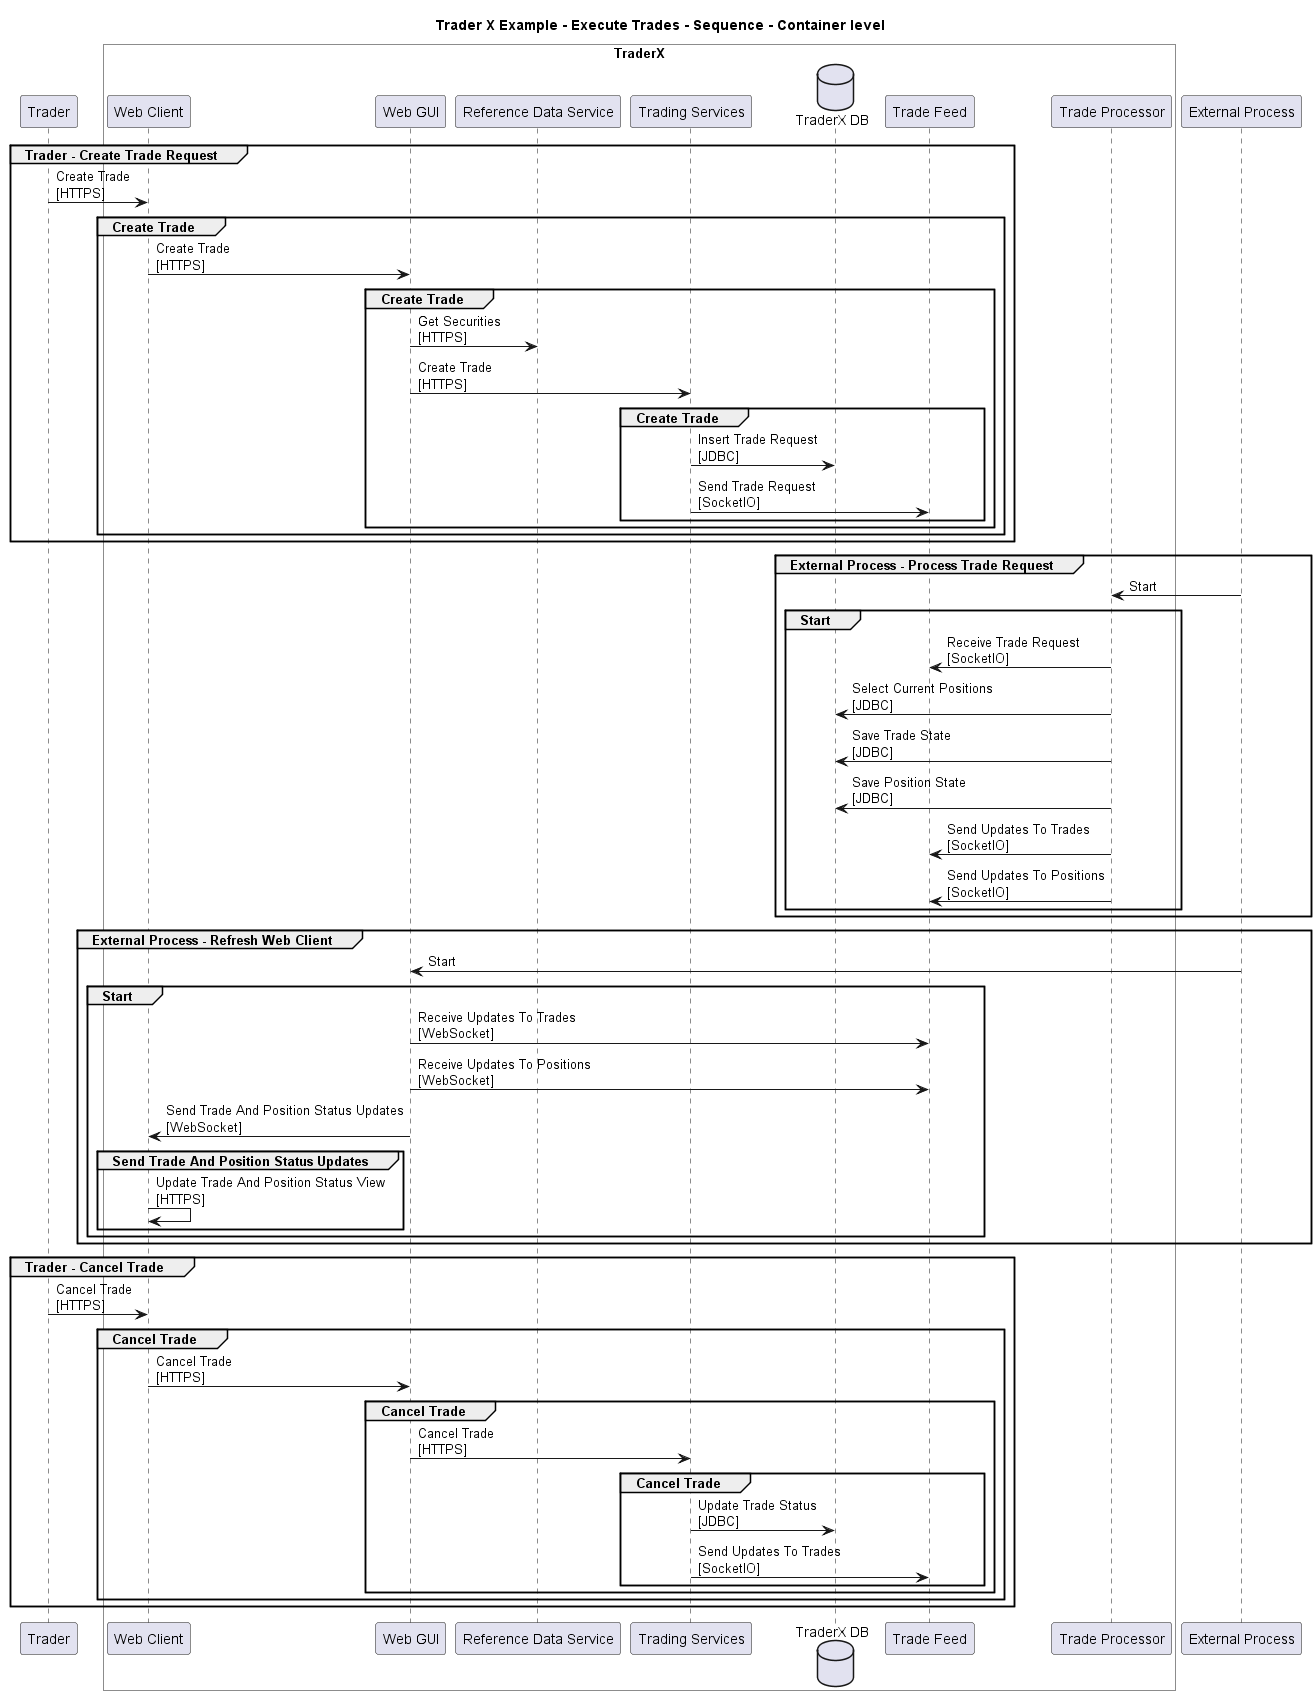 Trader X Example - Execute Trades - Sequence - Container level
TraderX
Trader
Web Client
Web GUI
Reference Data Service
Trading Services
TraderX DB
Trade Feed
Trade Processor
External Process
Trader - Create Trade Request
Create Trade
[HTTPS]
Create Trade
Create Trade
[HTTPS]
Create Trade
Get Securities
[HTTPS]
Create Trade
[HTTPS]
Create Trade
Insert Trade Request
[JDBC]
Send Trade Request
[SocketIO]
External Process - Process Trade Request
Start
Start
Receive Trade Request
[SocketIO]
Select Current Positions
[JDBC]
Save Trade State
[JDBC]
Save Position State
[JDBC]
Send Updates To Trades
[SocketIO]
Send Updates To Positions
[SocketIO]
External Process - Refresh Web Client
Start
Start
Receive Updates To Trades
[WebSocket]
Receive Updates To Positions
[WebSocket]
Send Trade And Position Status Updates
[WebSocket]
Send Trade And Position Status Updates
Update Trade And Position Status View
[HTTPS]
Trader - Cancel Trade
Cancel Trade
[HTTPS]
Cancel Trade
Cancel Trade
[HTTPS]
Cancel Trade
Cancel Trade
[HTTPS]
Cancel Trade
Update Trade Status
[JDBC]
Send Updates To Trades
[SocketIO]
Trader
Web Client
Web GUI
Reference Data Service
Trading Services
TraderX DB
Trade Feed
Trade Processor
External Process